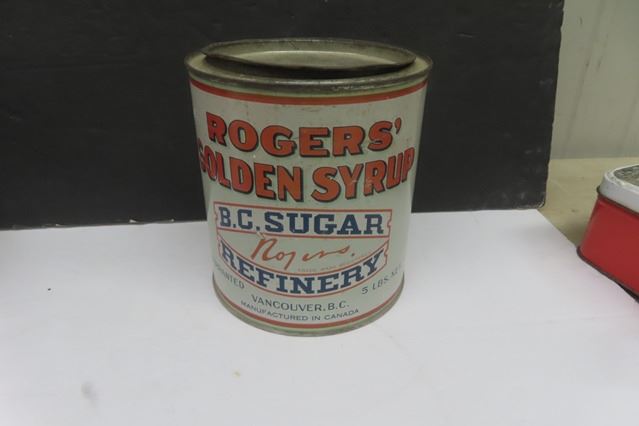 ROGERS'
GOLDEN SYRUP
B.C. SUGAR
Rogers.
REFINERY
5 LBS.
VANCOUVER, B.C.
MANUFACTURED IN CANADA